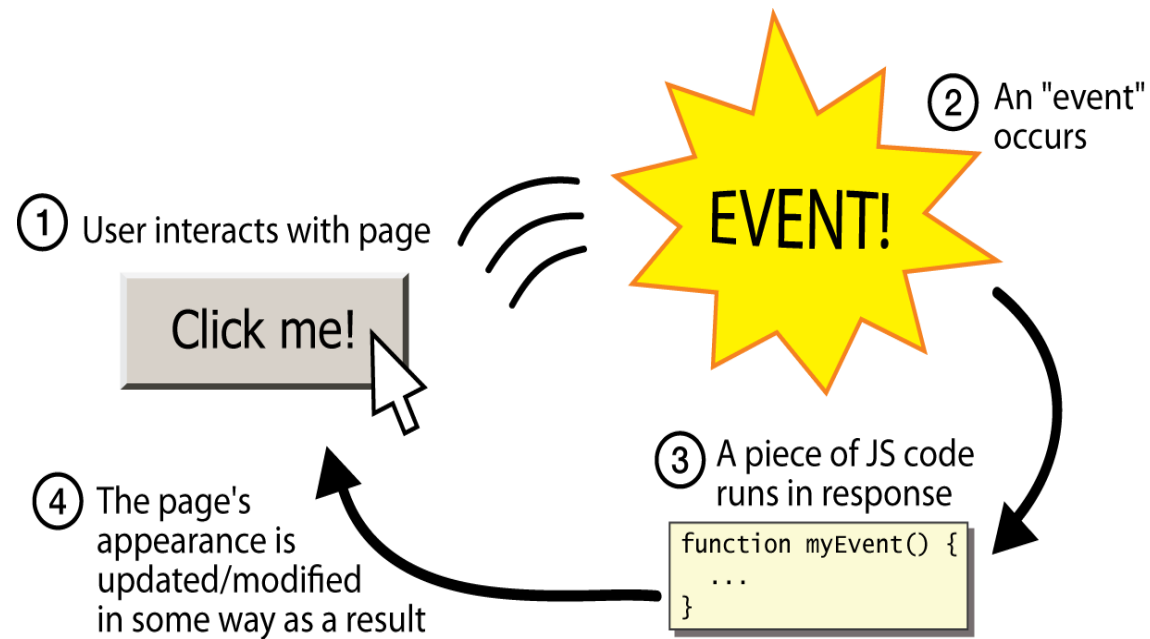 1 User interacts with page
Click me!
EVENT!
2 An "event"
occurs
3 A piece of JS code
runs in response
function myEvent() {
...
}
4 The page's
appearance is
updated/modified
in some way as a result